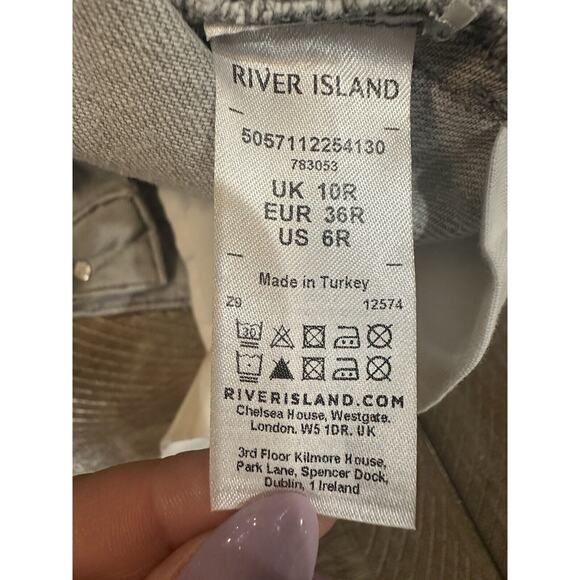 RIVER ISLAND
5057112254130
783053
UK 10R
EUR 36R
US 6R
Made in Turkey
Z9 12574
30
RIVERISLAND.COM
Chelsea House, Westgate,
London. W5 1DR. UK
3rd Floor Kilmore House,
Park Lane, Spencer Dock,
Dublin, 1 Ireland